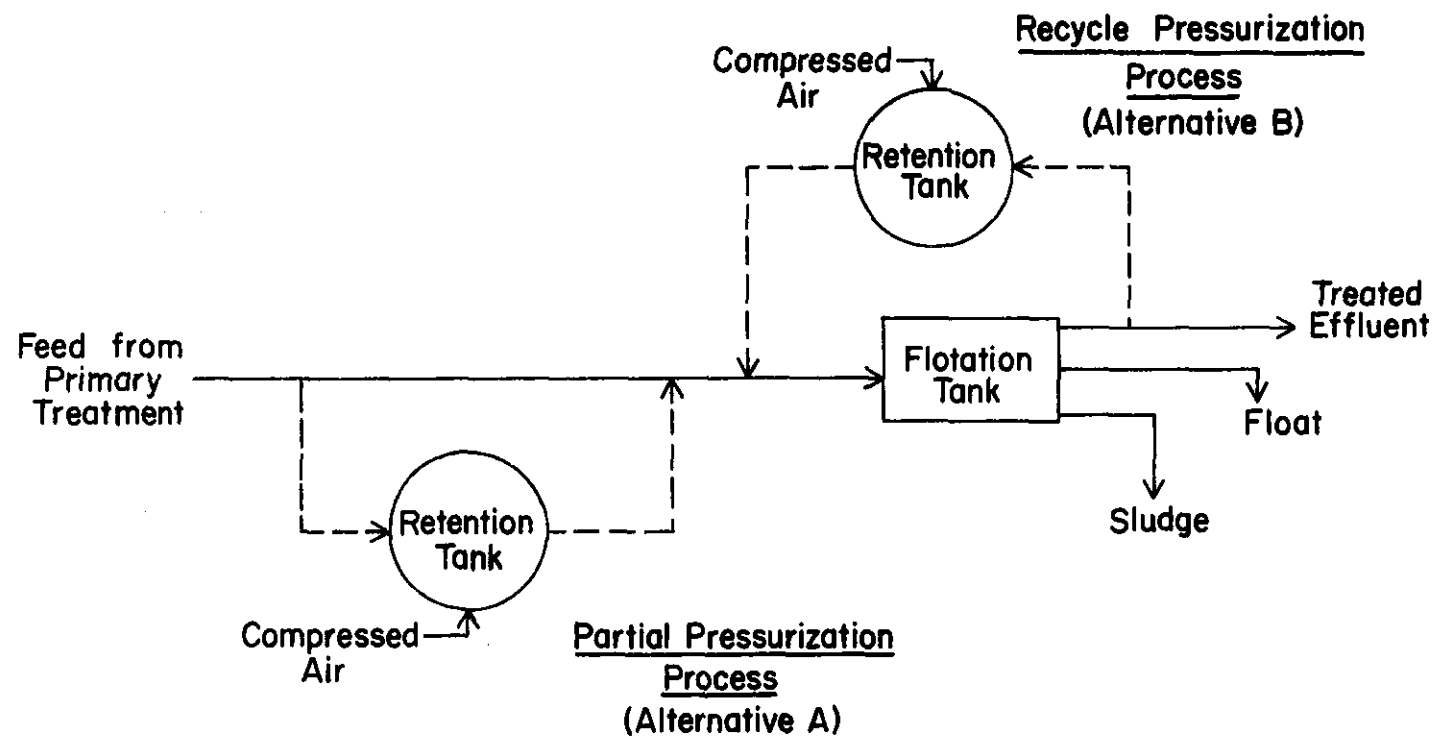 Recycle Pressurization
Process
(Alternative B)
Compressed
Air
Retention
Tank
Treated
Effluent
Feed from
Primary
Treatment
Flotation
Tank
Float
Sludge
Retention
Tank
Compressed
Air
Partial Pressurization
Process
(Alternative A)